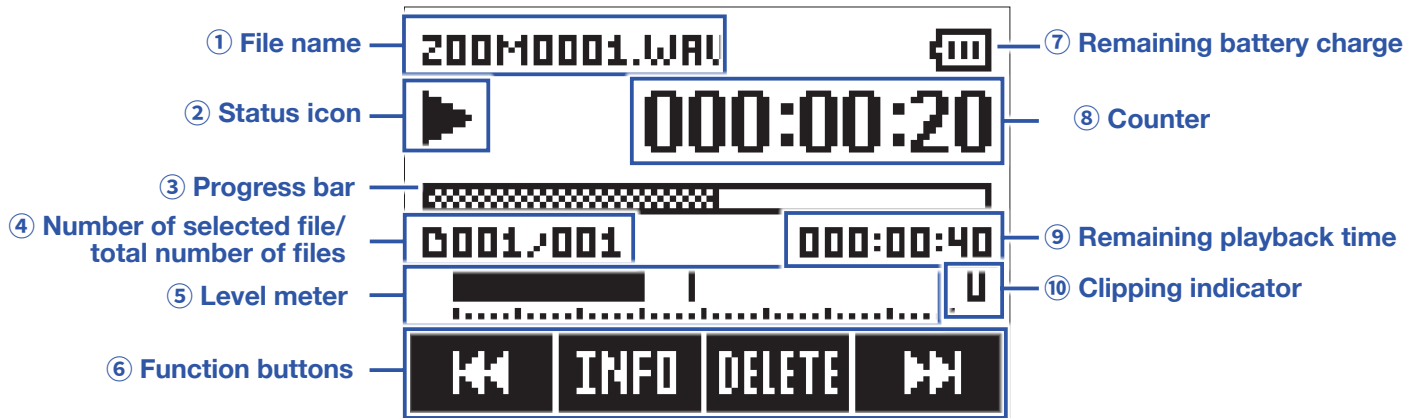 ① File name
ZOOM0001.WAV
⑦ Remaining battery charge
② Status icon
000:00:20
⑧ Counter
③ Progress bar
④ Number of selected file/
total number of files
001/001
000:00:40
⑨ Remaining playback time
⑤ Level meter
⑩ Clipping indicator
⑥ Function buttons
INFO
DELETE